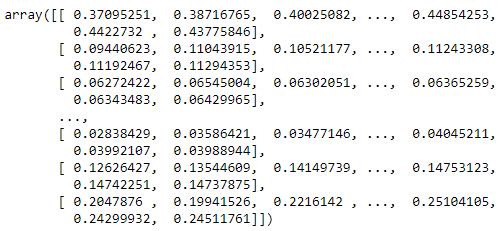 array([[ 0.37095251,  0.38716765,  0.40025082, ...,  0.44854253,
         0.4422732 ,  0.43775846],
       [ 0.09440623,  0.11043915,  0.10521177, ...,  0.11243308,
         0.11192467,  0.11294353],
       [ 0.06272422,  0.06545004,  0.06302051, ...,  0.06365259,
         0.06343483,  0.06429965],
       ...,
       [ 0.02838429,  0.03586421,  0.03477146, ...,  0.04045211,
         0.03992107,  0.03988944],
       [ 0.12626427,  0.13544609,  0.14149739, ...,  0.14753123,
         0.14742251,  0.14737875],
       [ 0.2047876 ,  0.19941526,  0.2216142 , ...,  0.25104105,
         0.24299932,  0.24511761]])